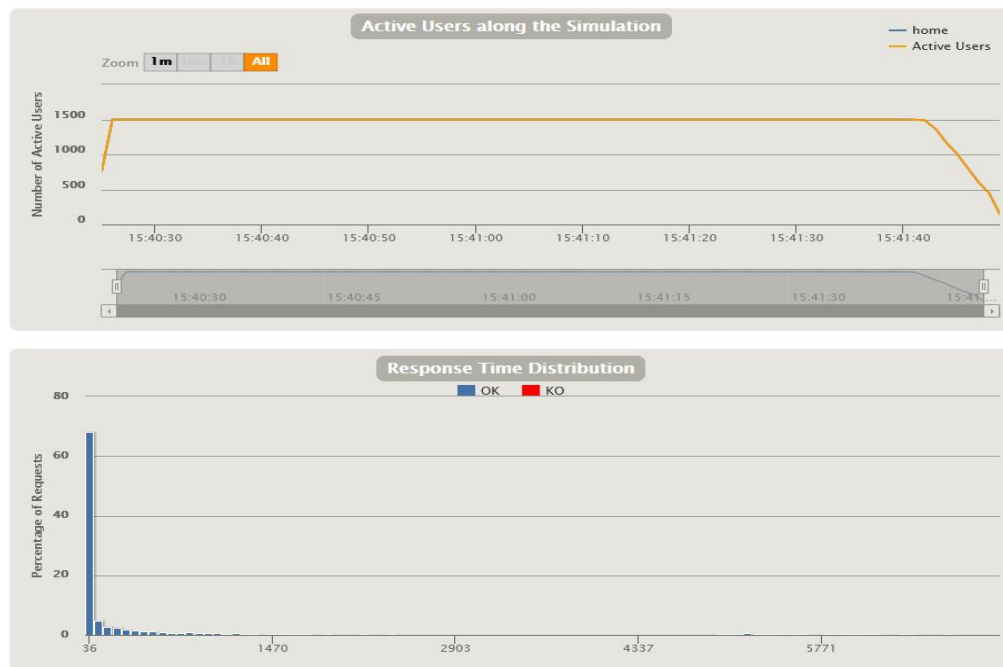 Active Users along the Simulation
home
Active Users
Zoom 1m All
Number of Active Users
1500
1000
500
0
15:40:30 15:40:40 15:40:50 15:41:00 15:41:10 15:41:20 15:41:30 15:41:40
15:40:30 15:40:45 15:41:00 15:41:15 15:41:30
Response Time Distribution
OK KO
Percentage of Requests
80
60
40
20
0
36 1470 2903 4337 5771